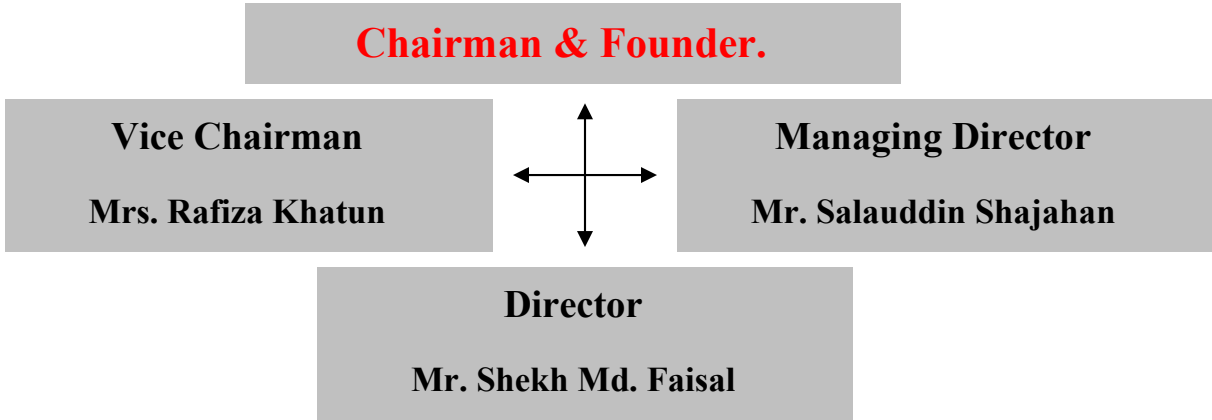 Chairman & Founder.
Vice Chairman
Mrs. Rafiza Khatun
Managing Director
Mr. Salauddin Shajahan
Director
Mr. Shekh Md. Faisal